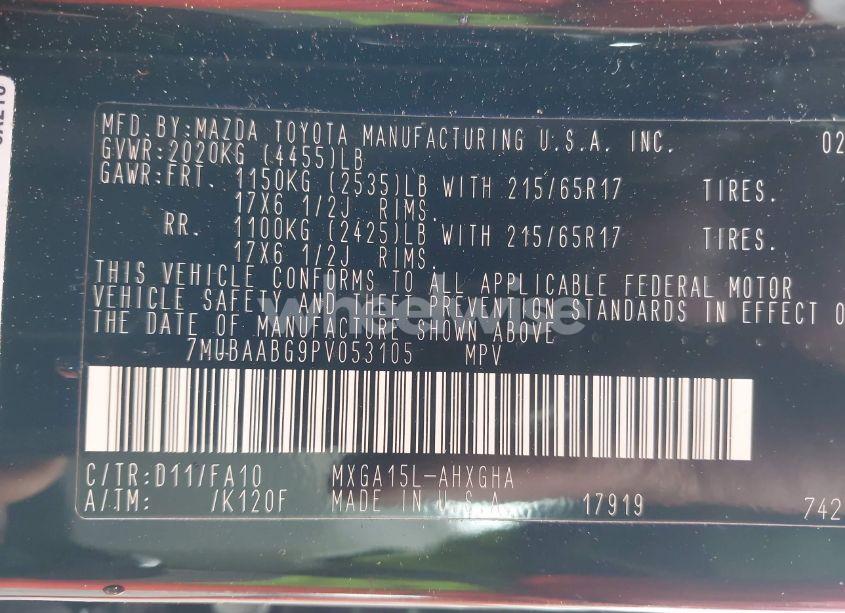 MFD.BY:MAZDA TOYOTA MANUFACTURING U.S.A. INC. 02
GVWR:2020KG (4455)LB
GAWR:FRT. 1150KG (2535)LB WITH 215/65R17 TIRES.
17X6 1/2J RIMS.
RR. 1100KG (2425)LB WITH 215/65R17 TIRES.
17X6 1/2J RIMS.
THIS VEHICLE CONFORMS TO ALL APPLICABLE FEDERAL MOTOR
VEHICLE SAFETY AND THEFT PREVENTION STANDARDS IN EFFECT O
THE DATE OF MANUFACTURE SHOWN ABOVE
wheelwise
7MUBAABG9PV053105 MPV
C/TR:D11/FA10 MXGA15L-AHXGHA
A/TM: /K120F MADE IN U.S.A 17919 742